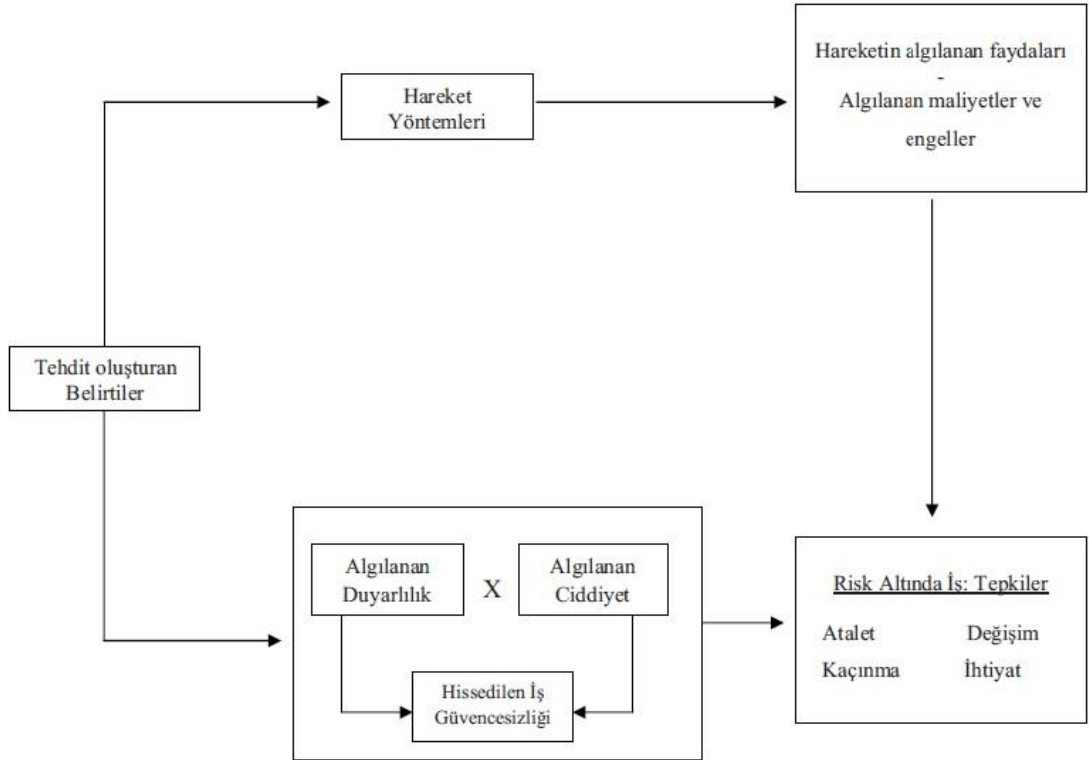 Hareketin algılanan faydaları
-
Algılanan maliyetler ve
engeller
Hareket
Yöntemleri
Tehdit oluşturan
Belirtiler
Algılanan
Duyarlılık
X
Algılanan
Ciddiyet
Hissedilen İş
Güvencesizliği
Risk Altında İş: Tepkiler
Atalet Değişim
Kaçınma İhtiyat